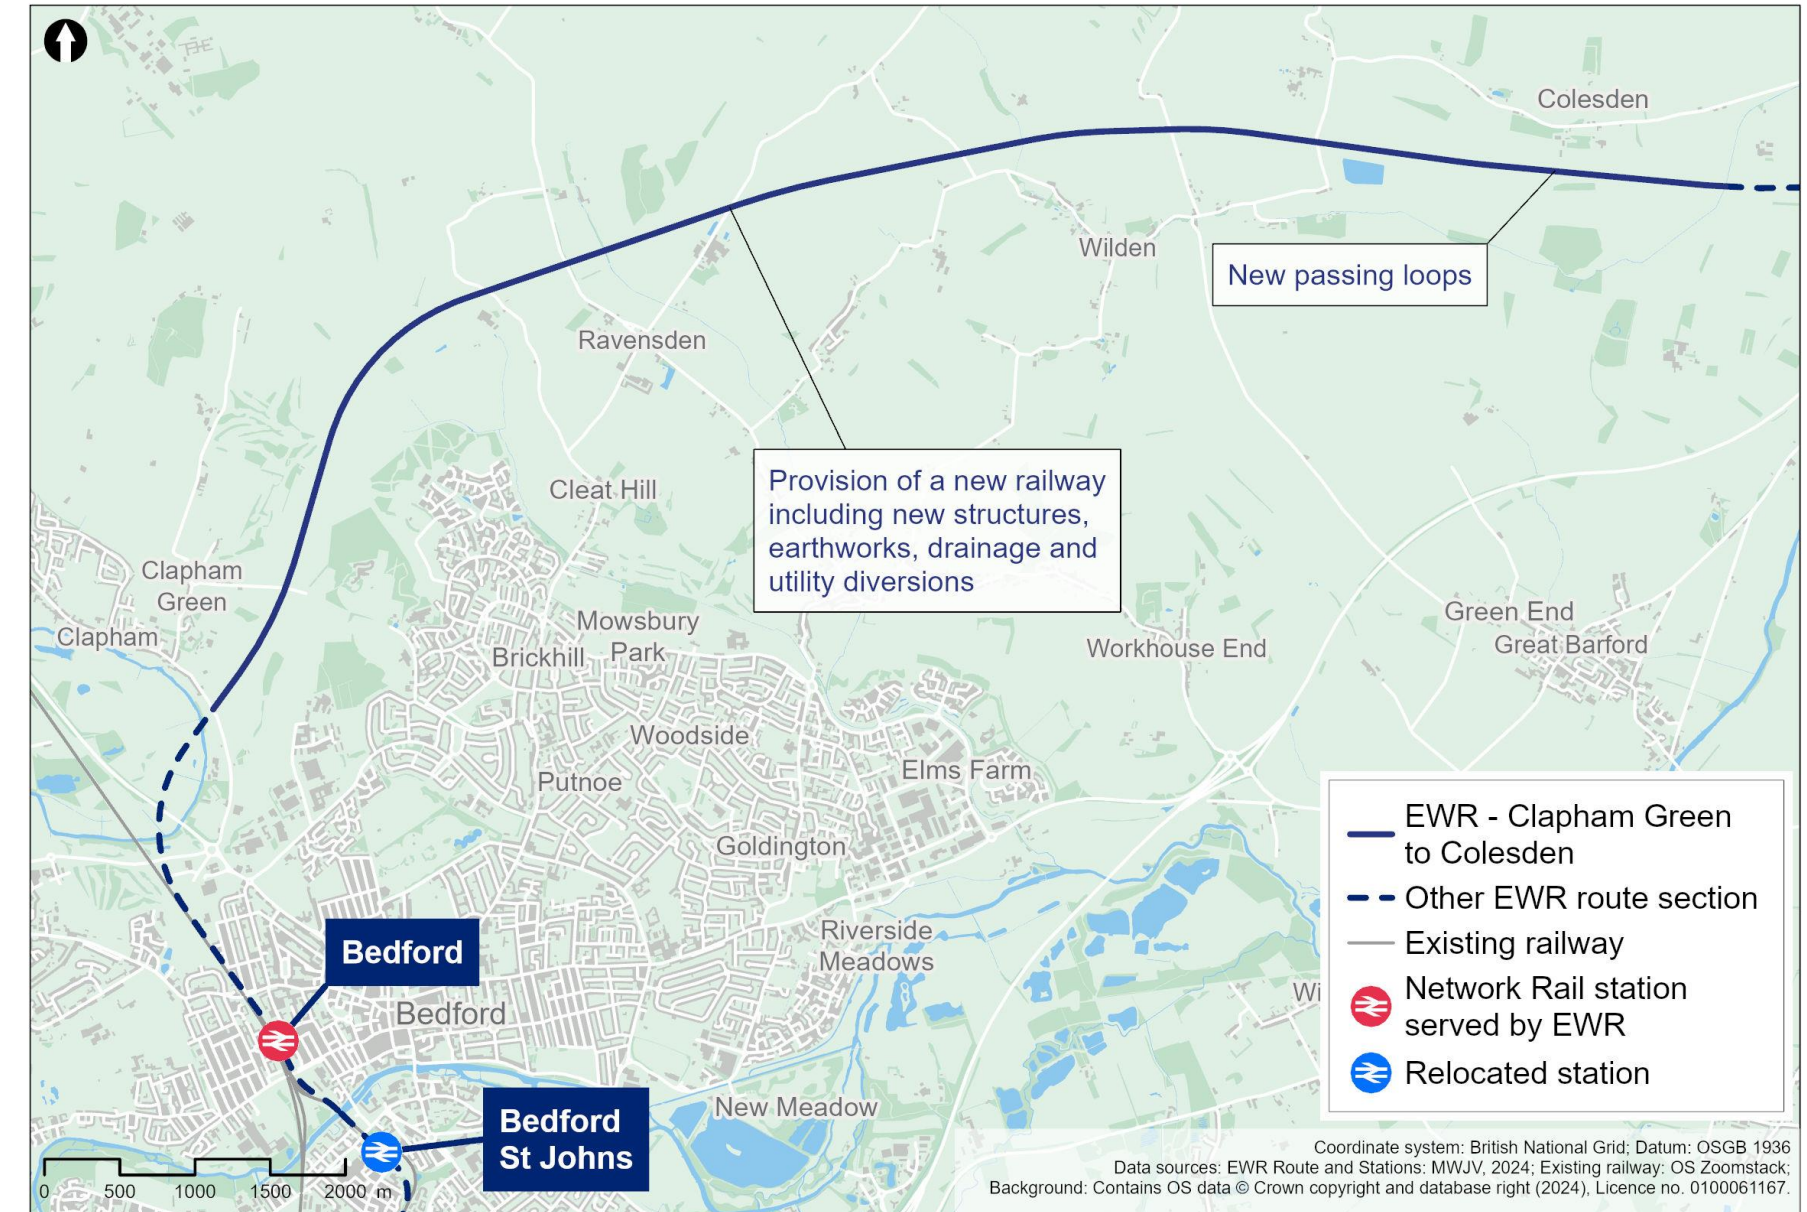 Colesden
Wilden
New passing loops
Ravensden
Provision of a new railway
including new structures,
earthworks, drainage and
utility diversions
Cleat Hill
Clapham
Green
Clapham
Mowsbury
Park
Brickhill
Green End
Great Barford
Workhouse End
Woodside
Putnoe
Elms Farm
Goldington
Riverside
Meadows
Bedford
Bedford
Wi
New Meadow
Bedford
St Johns
EWR - Clapham Green
to Colesden
Other EWR route section
Existing railway
Network Rail station
served by EWR
Relocated station
0 500 1000 1500 2000 m
Coordinate system: British National Grid; Datum: OSGB 1936
Data sources: EWR Route and Stations: MWJV, 2024; Existing railway: OS Zoomstack;
Background: Contains OS data © Crown copyright and database right (2024), Licence no. 0100061167.